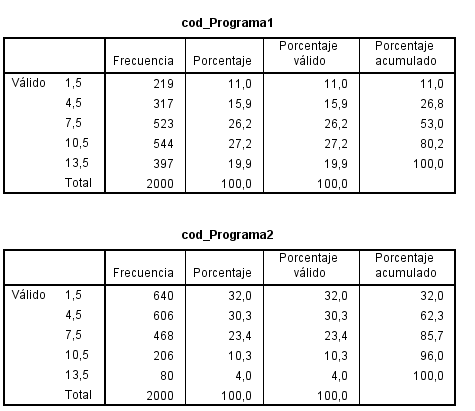 cod_Programa1
Frecuencia Porcentaje Porcentaje válido Porcentaje acumulado
Válido 1,5 219 11,0 11,0 11,0
4,5 317 15,9 15,9 26,8
7,5 523 26,2 26,2 53,0
10,5 544 27,2 27,2 80,2
13,5 397 19,9 19,9 100,0
Total 2000 100,0 100,0
cod_Programa2
Frecuencia Porcentaje Porcentaje válido Porcentaje acumulado
Válido 1,5 640 32,0 32,0 32,0
4,5 606 30,3 30,3 62,3
7,5 468 23,4 23,4 85,7
10,5 206 10,3 10,3 96,0
13,5 80 4,0 4,0 100,0
Total 2000 100,0 100,0